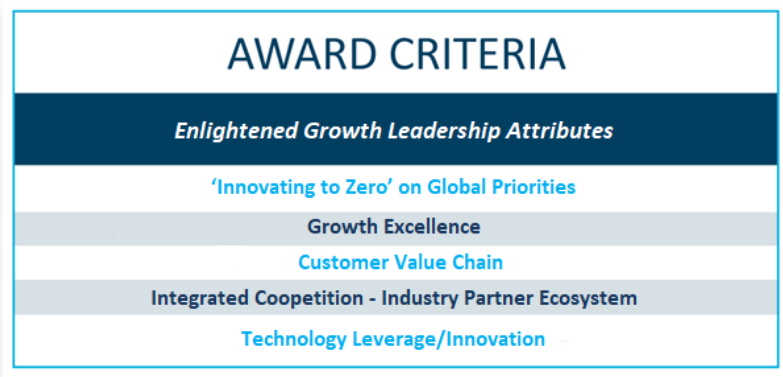 AWARD CRITERIA
Enlightened Growth Leadership Attributes
‘Innovating to Zero’ on Global Priorities
Growth Excellence
Customer Value Chain
Integrated Coopetition - Industry Partner Ecosystem
Technology Leverage/Innovation